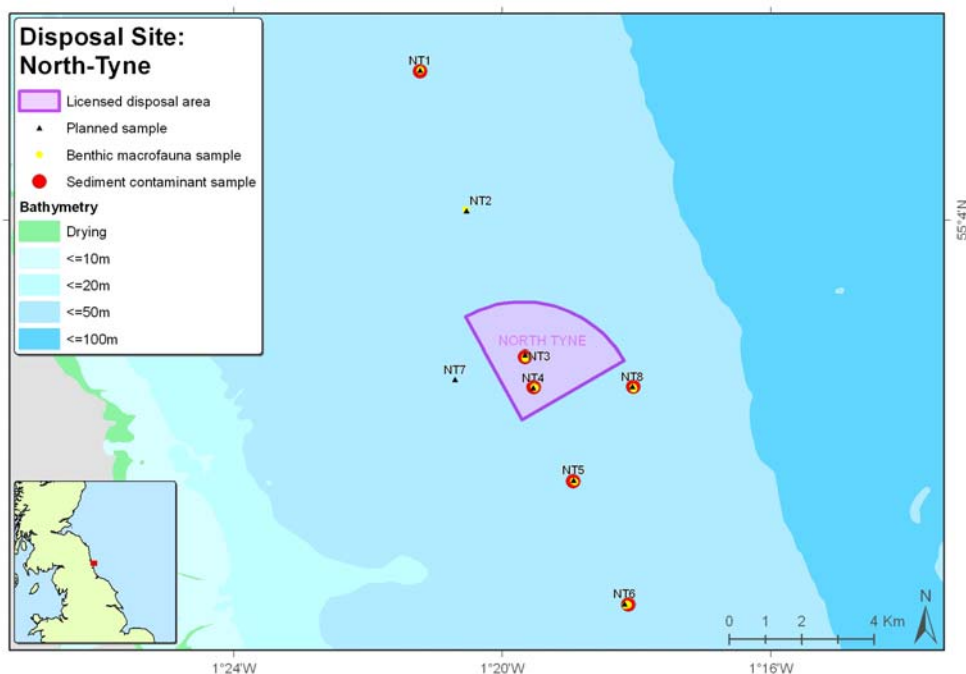 Disposal Site:
North-Tyne
Licensed disposal area
Planned sample
Benthic macrofauna sample
Sediment contaminant sample
Bathymetry
Drying
<=10m
<=20m
<=50m
<=100m
NT1
NT2
55°4'N
NORTH TYNE
NT3
NT7
NT4
NT8
NT5
NT6
N
0 1 2 4 Km
1°24'W 1°20'W 1°16'W